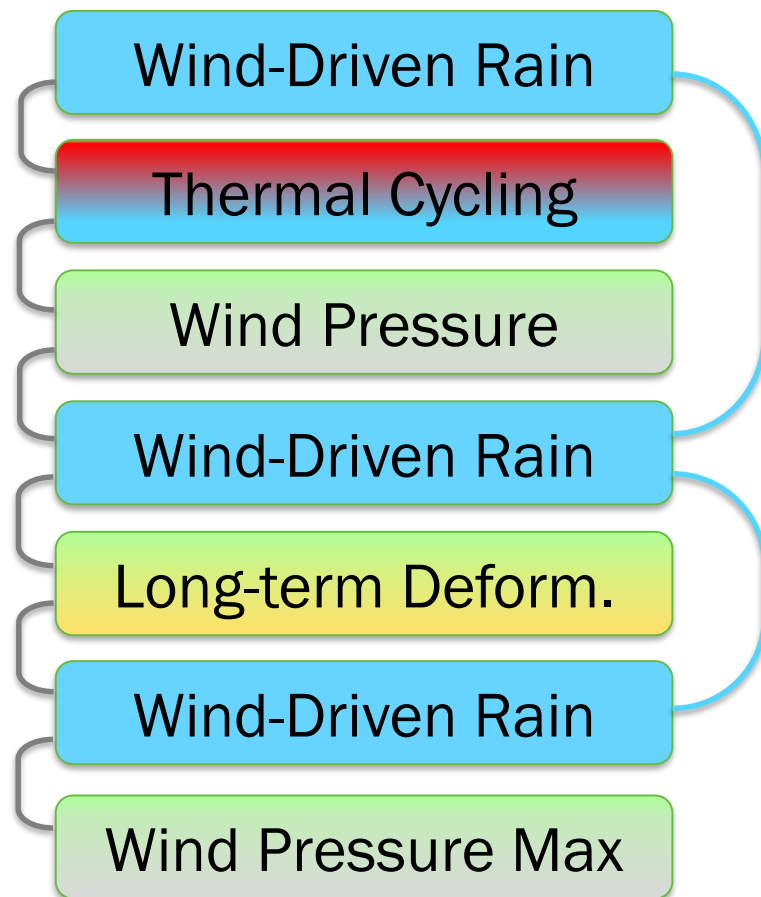 Wind-Driven Rain
Thermal Cycling
Wind Pressure
Wind-Driven Rain
Long-term Deform.
Wind-Driven Rain
Wind Pressure Max